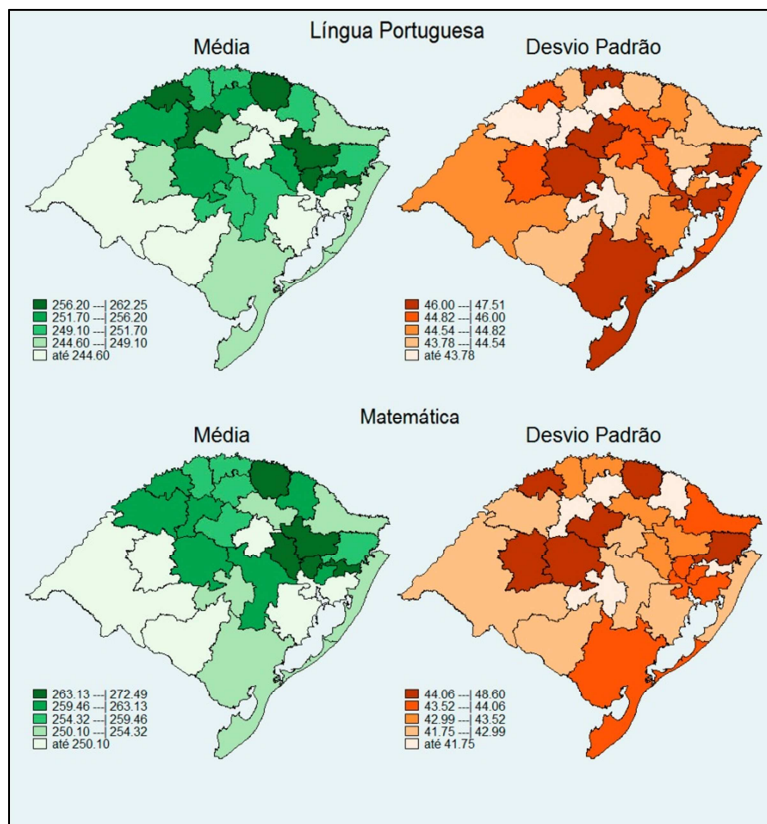 Língua Portuguesa
Média
Desvio Padrão
256.20 ---| 262.25
251.70 ---| 256.20
249.10 ---| 251.70
244.60 ---| 249.10
até 244.60
46.00 ---| 47.51
44.82 ---| 46.00
44.54 ---| 44.82
43.78 ---| 44.54
até 43.78
Matemática
Média
Desvio Padrão
263.13 ---| 272.49
259.46 ---| 263.13
254.32 ---| 259.46
250.10 ---| 254.32
até 250.10
44.06 ---| 48.60
43.52 ---| 44.06
42.99 ---| 43.52
41.75 ---| 42.99
até 41.75